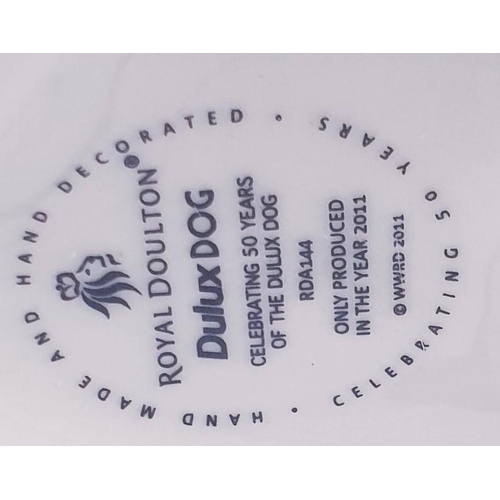 HAND MADE AND HAND DECORATED • CELEBRATING 50 YEARS •
ROYAL DOULTON®
Dulux DOG
CELEBRATING 50 YEARS
OF THE DULUX DOG
RDA144
ONLY PRODUCED
IN THE YEAR 2011
© WWRD 2011